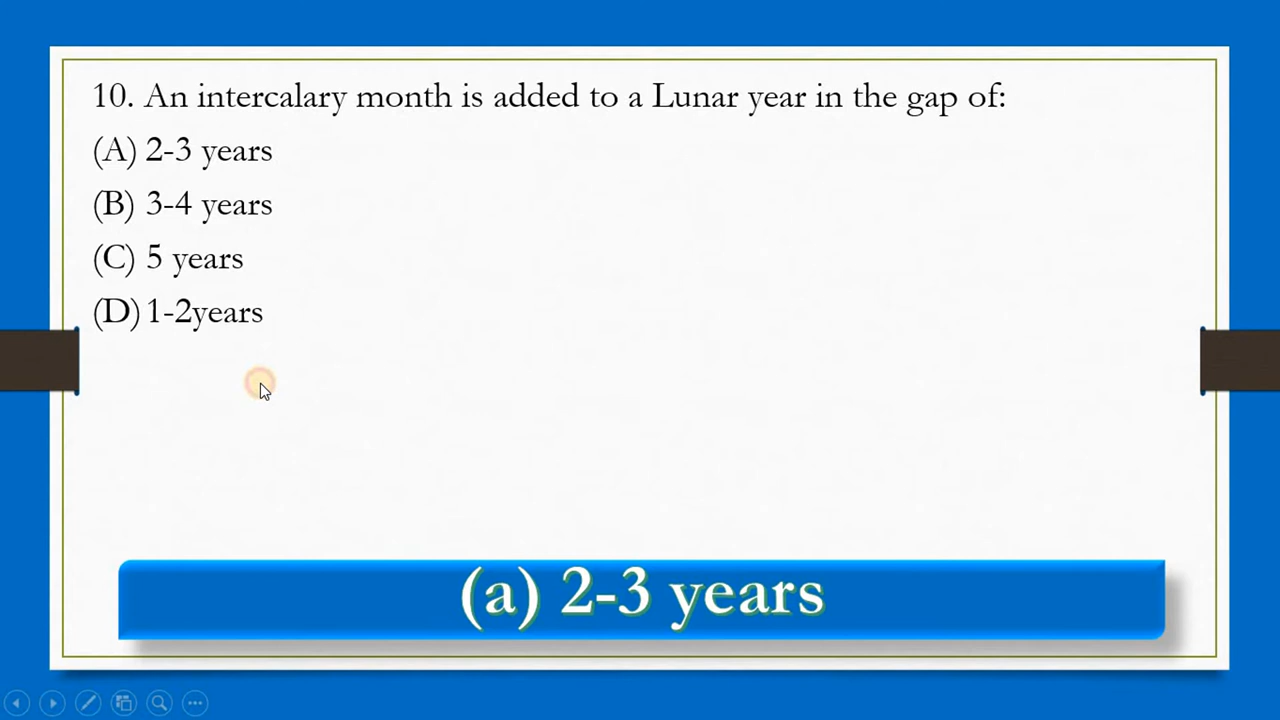 10. An intercalary month is added to a Lunar year in the gap of:
(A) 2-3 years
(B) 3-4 years
(C) 5 years
(D) 1-2years
(a) 2-3 years